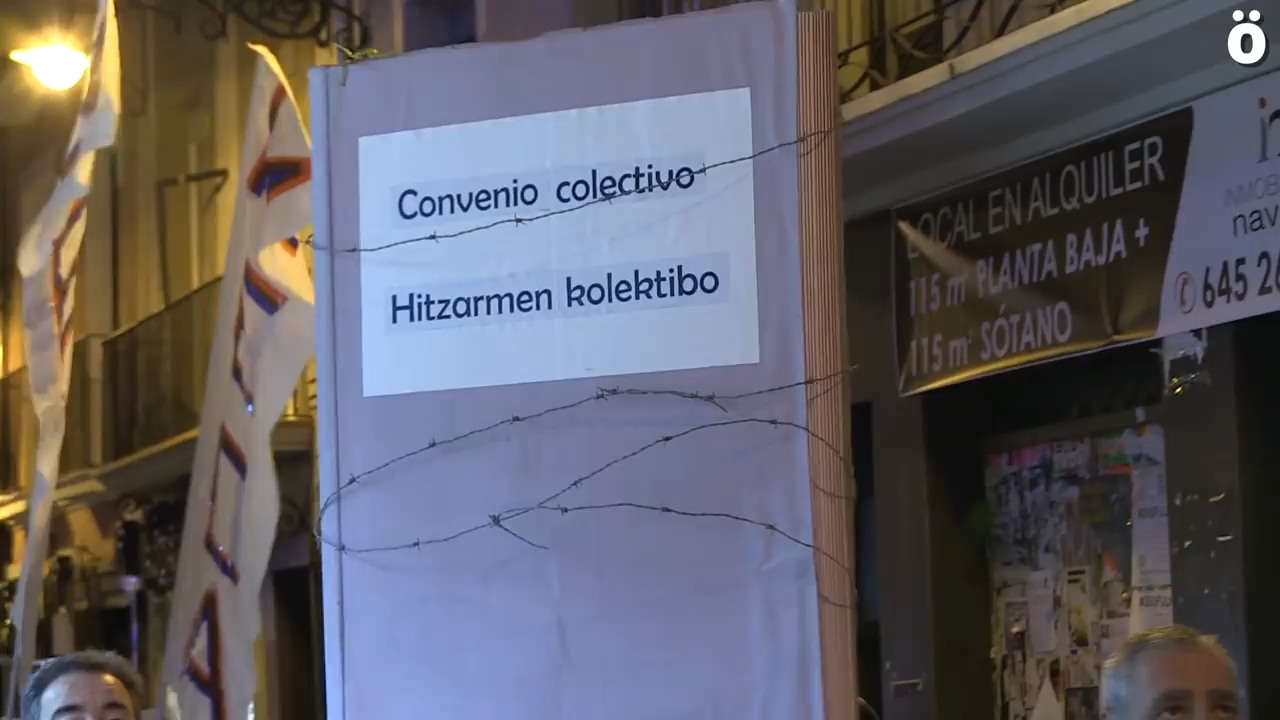 ö
Convenio colectivo
Hitzarmen kolektibo
LOCAL EN ALQUILER
115 m² PLANTA BAJA +
115 m² SÓTANO
645 26